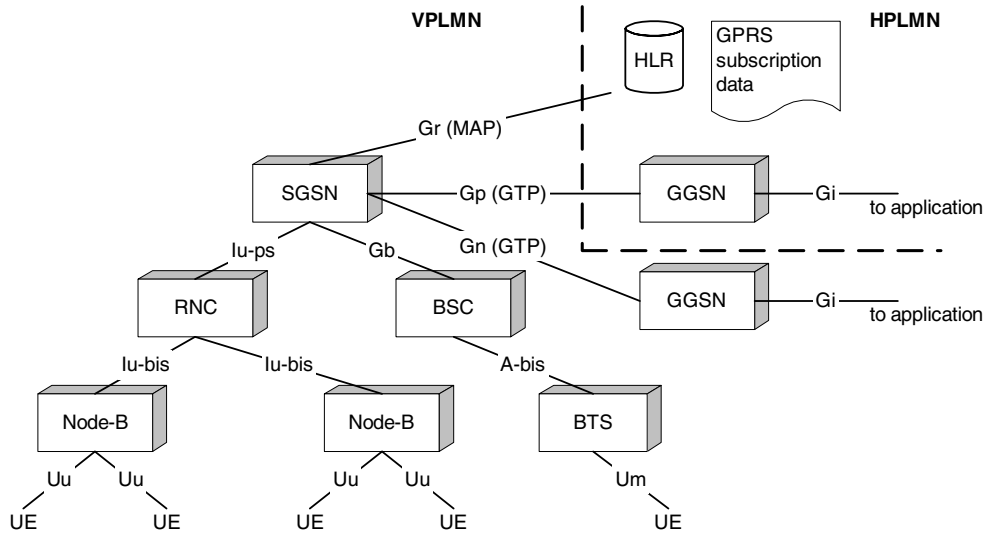 VPLMN
HPLMN
HLR
GPRS
subscription
data
Gr (MAP)
SGSN
Gp (GTP)
GGSN
Gi
to application
Gn (GTP)
Iu-ps
Gb
RNC
BSC
GGSN
Gi
to application
Iu-bis
Iu-bis
A-bis
Node-B
Node-B
BTS
Uu
Uu
Uu
Uu
Um
UE
UE
UE
UE
UE